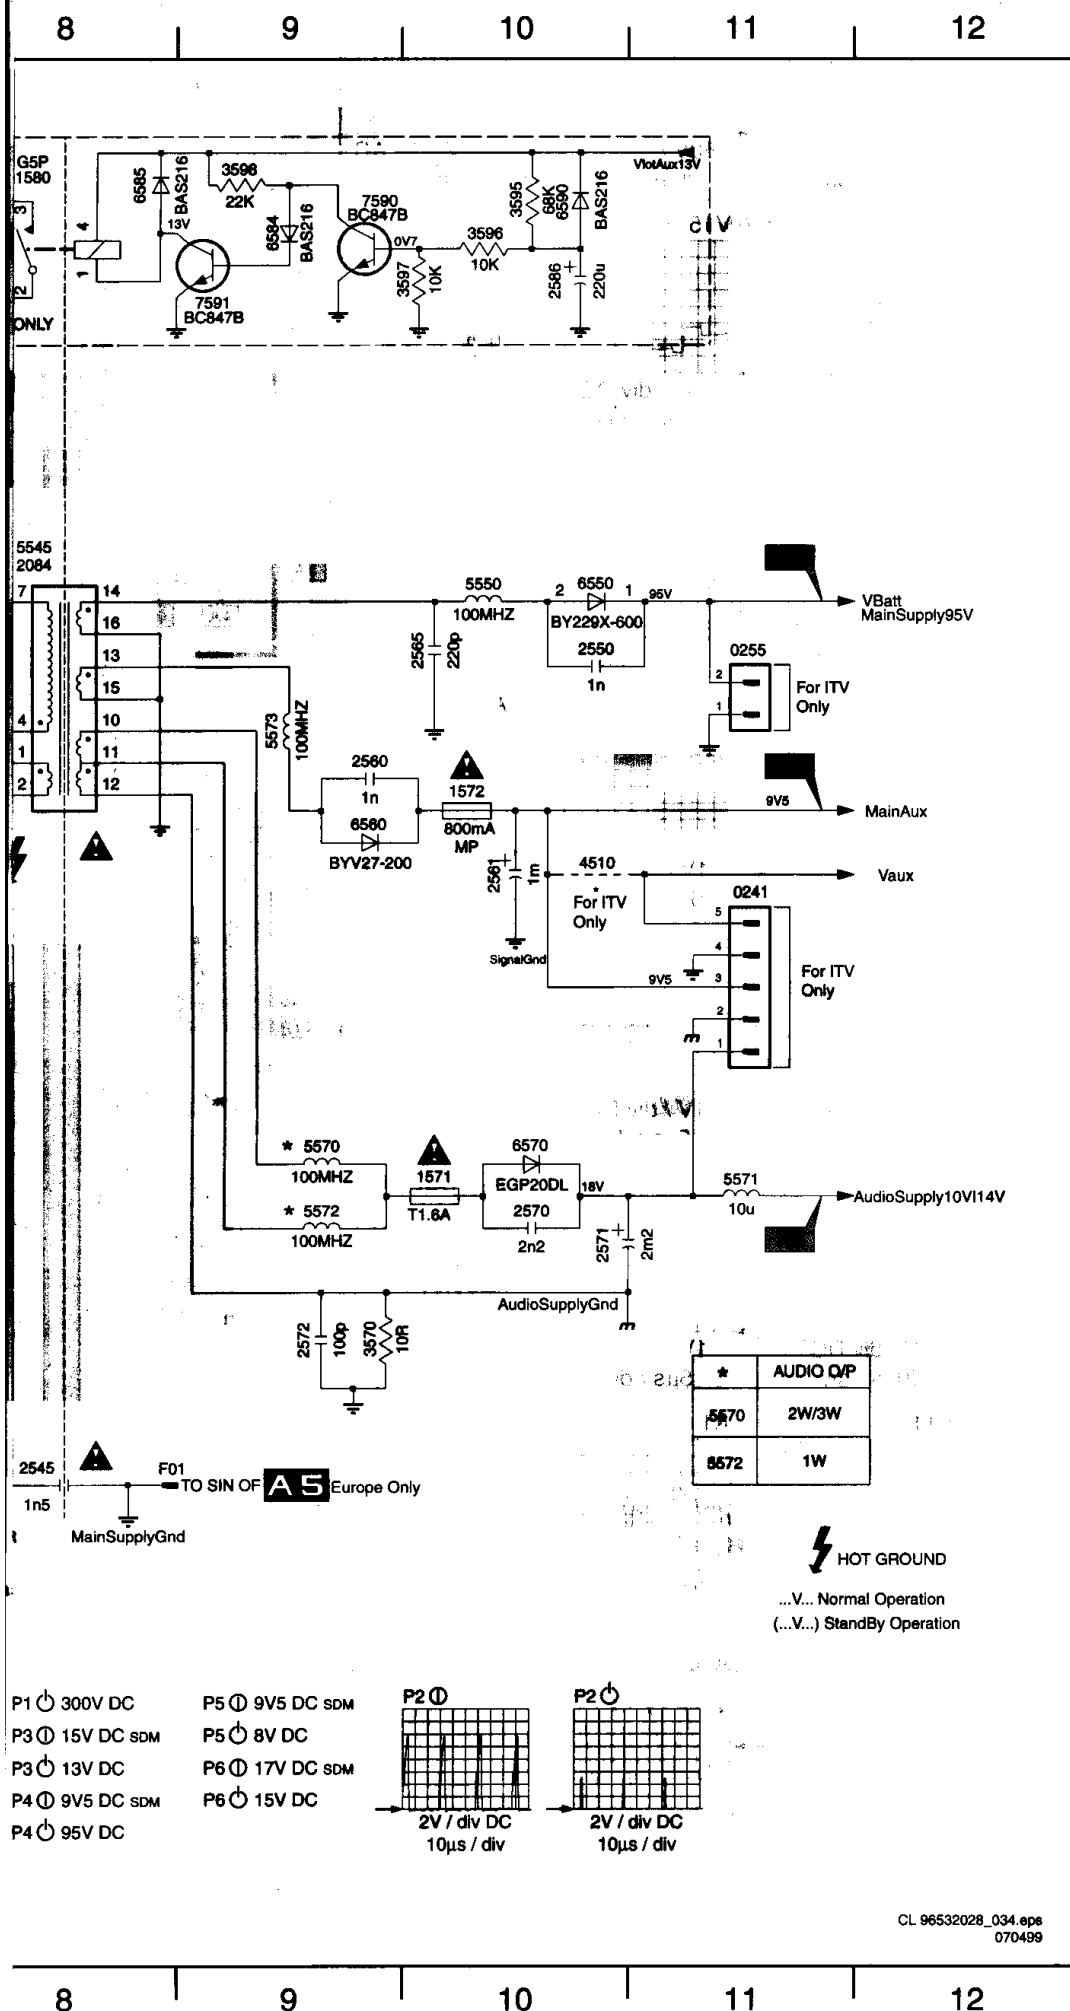 8 9 10 11 12
G5P
1580
3
4
1
2
ONLY
6585
BAS216
13V
3598
22K
6584
BAS216
7591
BC847B
7590
BC847B
0V7
3597
10K
3596
10K
3595
68K
6590
BAS216
2586
220u
VlotAux13V
5545
2084
7
4
1
2
14
16
13
15
10
11
12
5550
100MHZ
2565
220p
2 6550 1
BY229X-600
95V
2550
1n
VBatt
MainSupply95V
0255
2
1
For ITV
Only
5573
100MHZ
2560
1n
6560
BYV27-200
1572
800mA
MP
2561
1m
SignalGnd
9V5
MainAux
4510
*
For ITV
Only
Vaux
0241
5
4
9V5
3
2
1
For ITV
Only
* 5570
100MHZ
* 5572
100MHZ
1571
T1.6A
6570
EGP20DL
18V
2570
2n2
2571
2m2
5571
10u
AudioSupply10V|14V
AudioSupplyGnd
2572
100p
3570
10R
* AUDIO O/P
5570 2W/3W
5572 1W
2545
1n5
F01
TO SIN OF A5 Europe Only
MainSupplyGnd
HOT GROUND
...V... Normal Operation
(...V...) StandBy Operation
P1 300V DC
P3 15V DC SDM
P3 13V DC
P4 9V5 DC SDM
P4 95V DC
P5 9V5 DC SDM
P5 8V DC
P6 17V DC SDM
P6 15V DC
P2
2V / div DC
10µs / div
P2
2V / div DC
10µs / div
CL 96532028_034.eps
070499
8 9 10 11 12